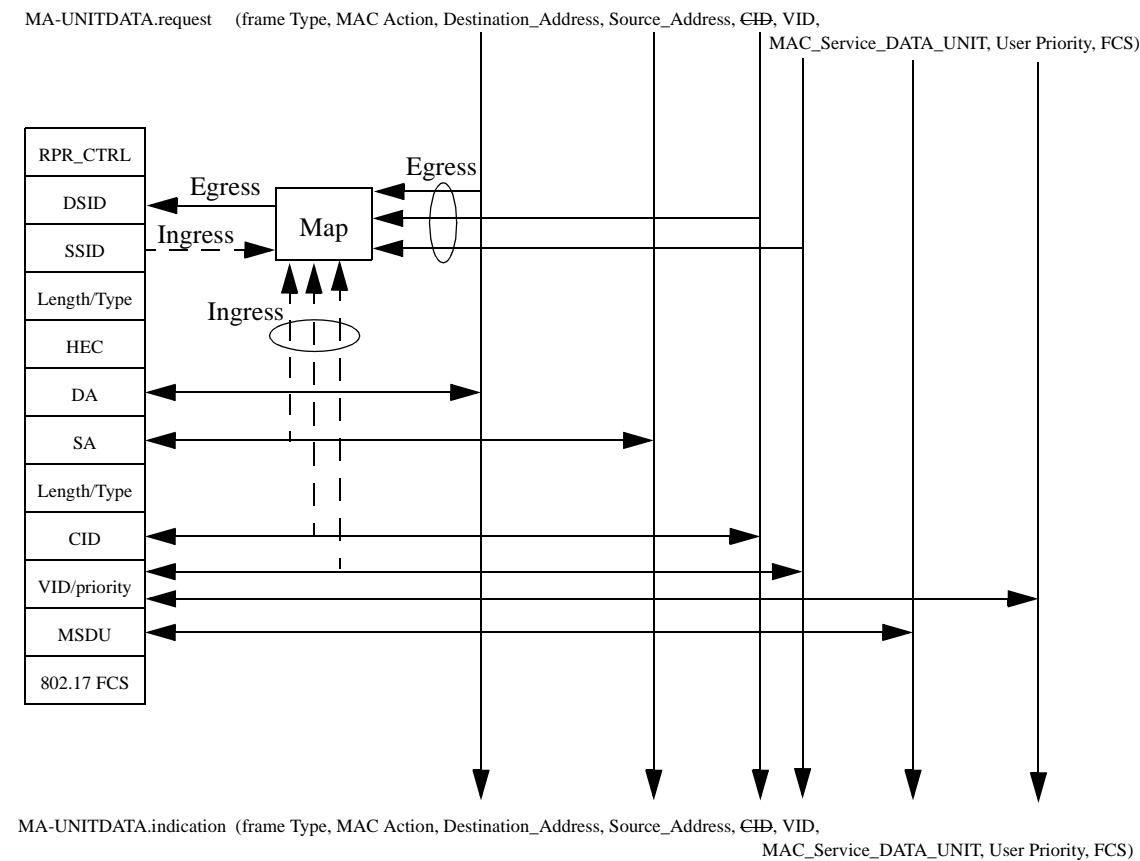 MA-UNITDATA.request (frame Type, MAC Action, Destination_Address, Source_Address, CID, VID,
MAC_Service_DATA_UNIT, User Priority, FCS)
RPR_CTRL
DSID
SSID
Length/Type
HEC
DA
SA
Length/Type
CID
VID/priority
MSDU
802.17 FCS
Egress
Egress
Map
Ingress
Ingress
MA-UNITDATA.indication (frame Type, MAC Action, Destination_Address, Source_Address, CID, VID,
MAC_Service_DATA_UNIT, User Priority, FCS)